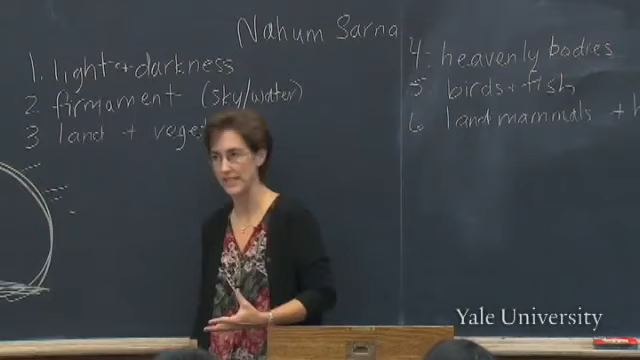 Nahum Sarna
1. light + darkness
2. firmament (sky/water)
3 land +
4. heavenly bodies
5. birds + fish
6 land mammals +
Yale University